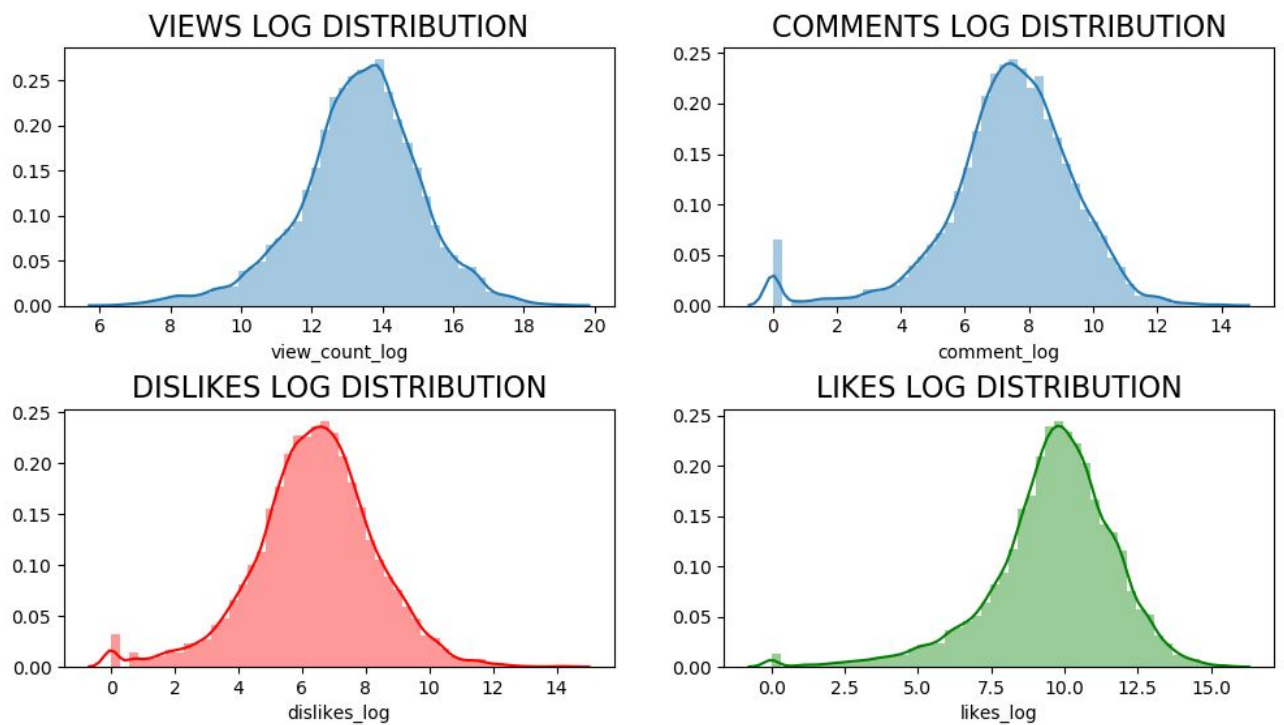 VIEWS LOG DISTRIBUTION
0.25
0.20
0.15
0.10
0.05
0.00
6 8 10 12 14 16 18 20
view_count_log
COMMENTS LOG DISTRIBUTION
0.25
0.20
0.15
0.10
0.05
0.00
0 2 4 6 8 10 12 14
comment_log
DISLIKES LOG DISTRIBUTION
0.25
0.20
0.15
0.10
0.05
0.00
0 2 4 6 8 10 12 14
dislikes_log
LIKES LOG DISTRIBUTION
0.25
0.20
0.15
0.10
0.05
0.00
0.0 2.5 5.0 7.5 10.0 12.5 15.0
likes_log